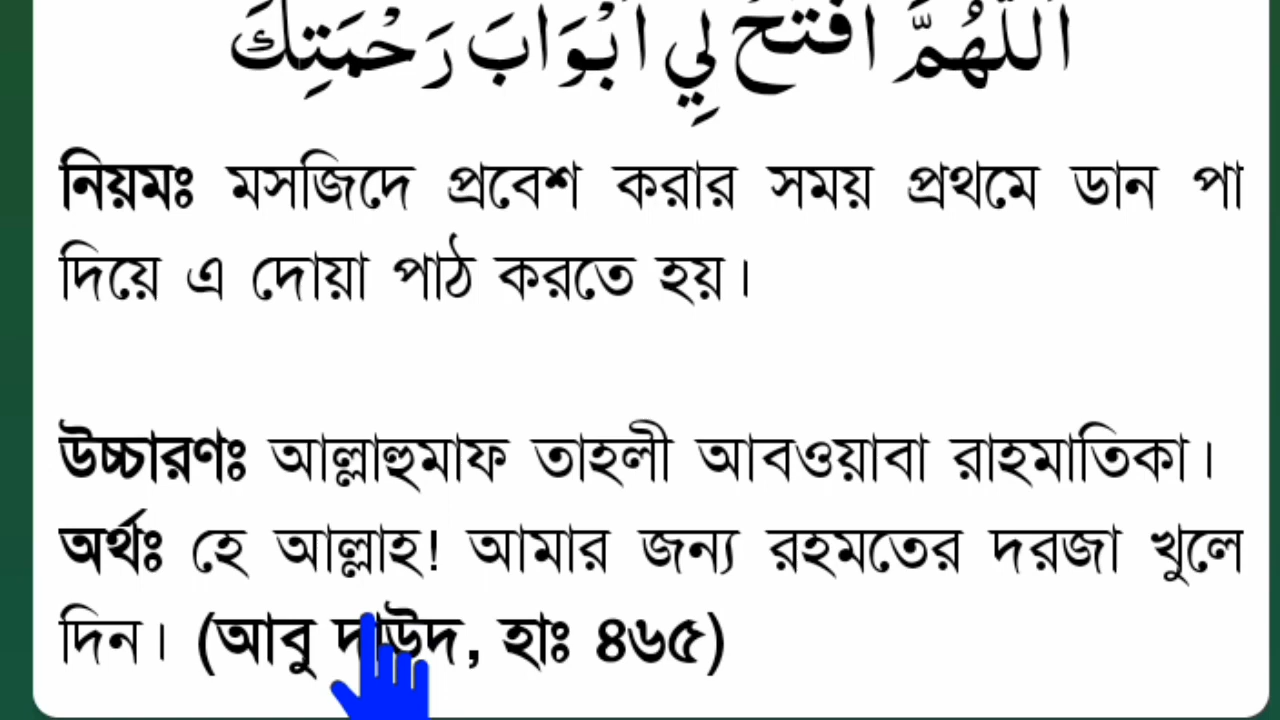 اَللّٰهُمَّ افْتَحْ لِي أَبْوَابَ رَحْمَتِكَ
নিয়মঃ মসজিদে প্রবেশ করার সময় প্রথমে ডান পা
দিয়ে এ দোয়া পাঠ করতে হয়।
উচ্চারণঃ আল্লাহুমাফ তাহলী আবওয়াবা রাহমাতিকা।
অর্থঃ হে আল্লাহ! আমার জন্য রহমতের দরজা খুলে
দিন। (আবু দাউদ, হাঃ ৪৬৫)